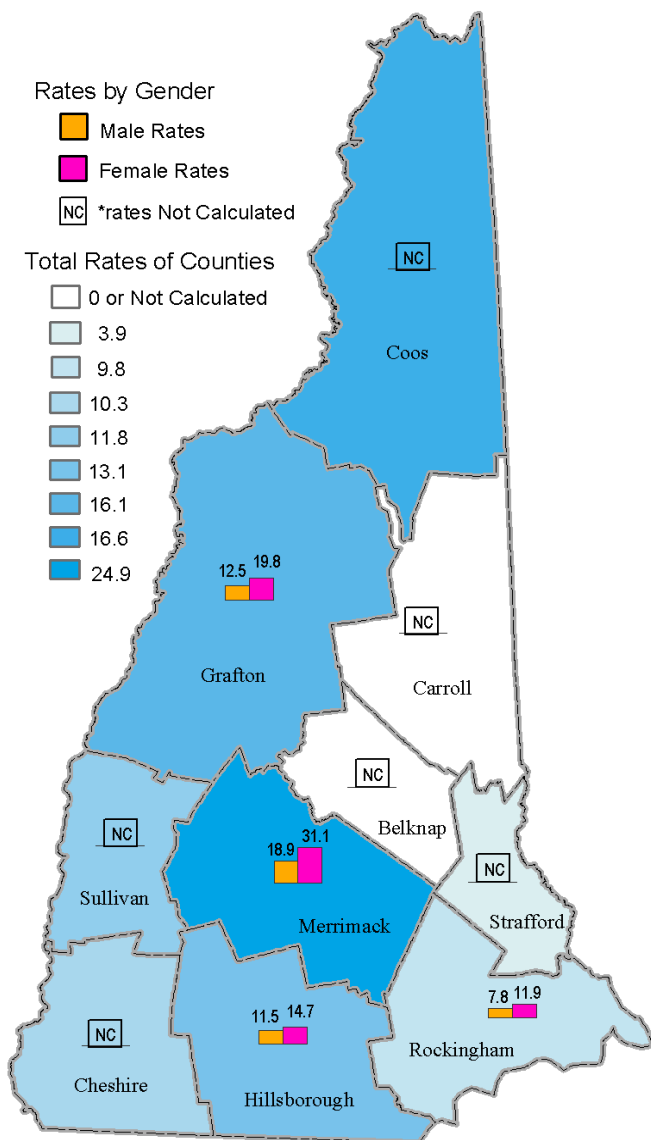 Rates by Gender
Male Rates
Female Rates
NC *rates Not Calculated
Total Rates of Counties
0 or Not Calculated
3.9
9.8
10.3
11.8
13.1
16.1
16.6
24.9
NC
Coos
12.5 19.8
Grafton
NC
Carroll
NC
Belknap
NC
Sullivan
18.9 31.1
Merrimack
NC
Strafford
NC
Cheshire
11.5 14.7
Hillsborough
7.8 11.9
Rockingham